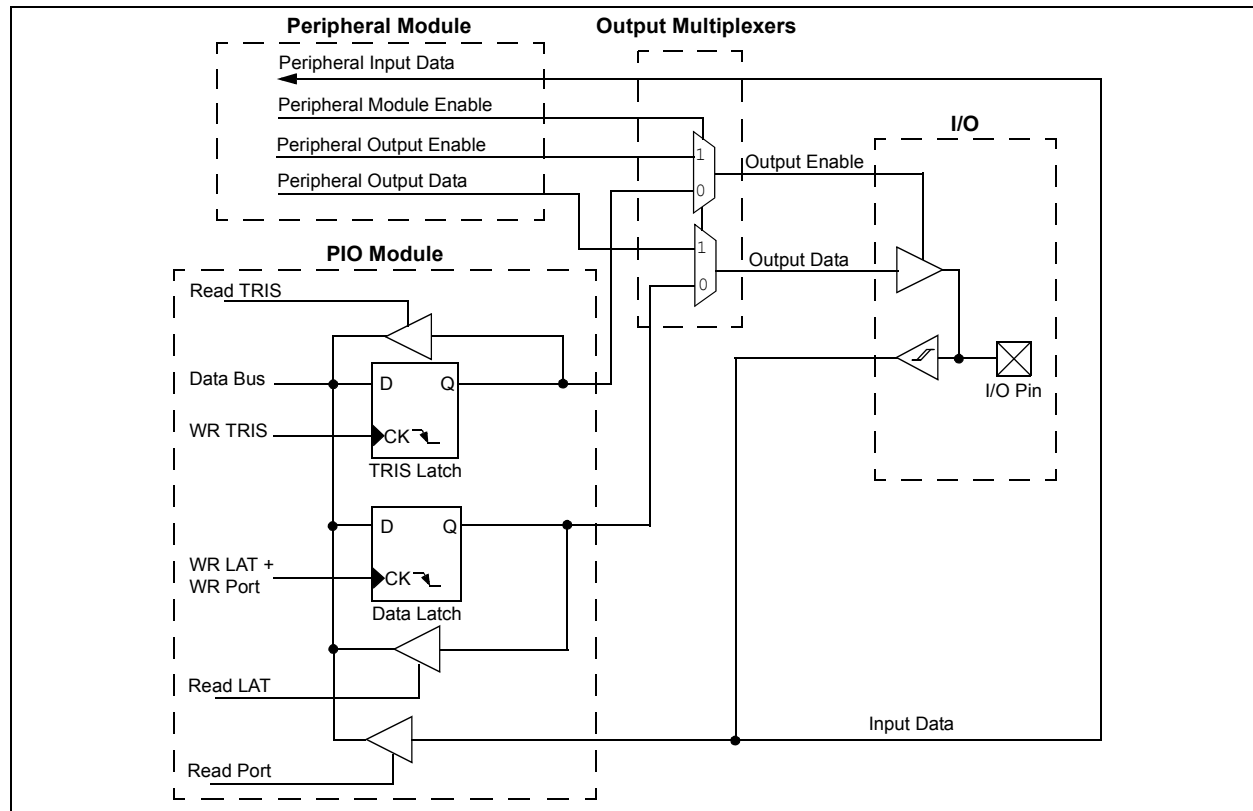 Peripheral Module
Output Multiplexers
Peripheral Input Data
Peripheral Module Enable
I/O
Peripheral Output Enable
1
Output Enable
Peripheral Output Data
0
PIO Module
1
Output Data
0
Read TRIS
Data Bus
D
Q
I/O Pin
WR TRIS
CK
TRIS Latch
D
Q
WR LAT +
WR Port
CK
Data Latch
Read LAT
Input Data
Read Port